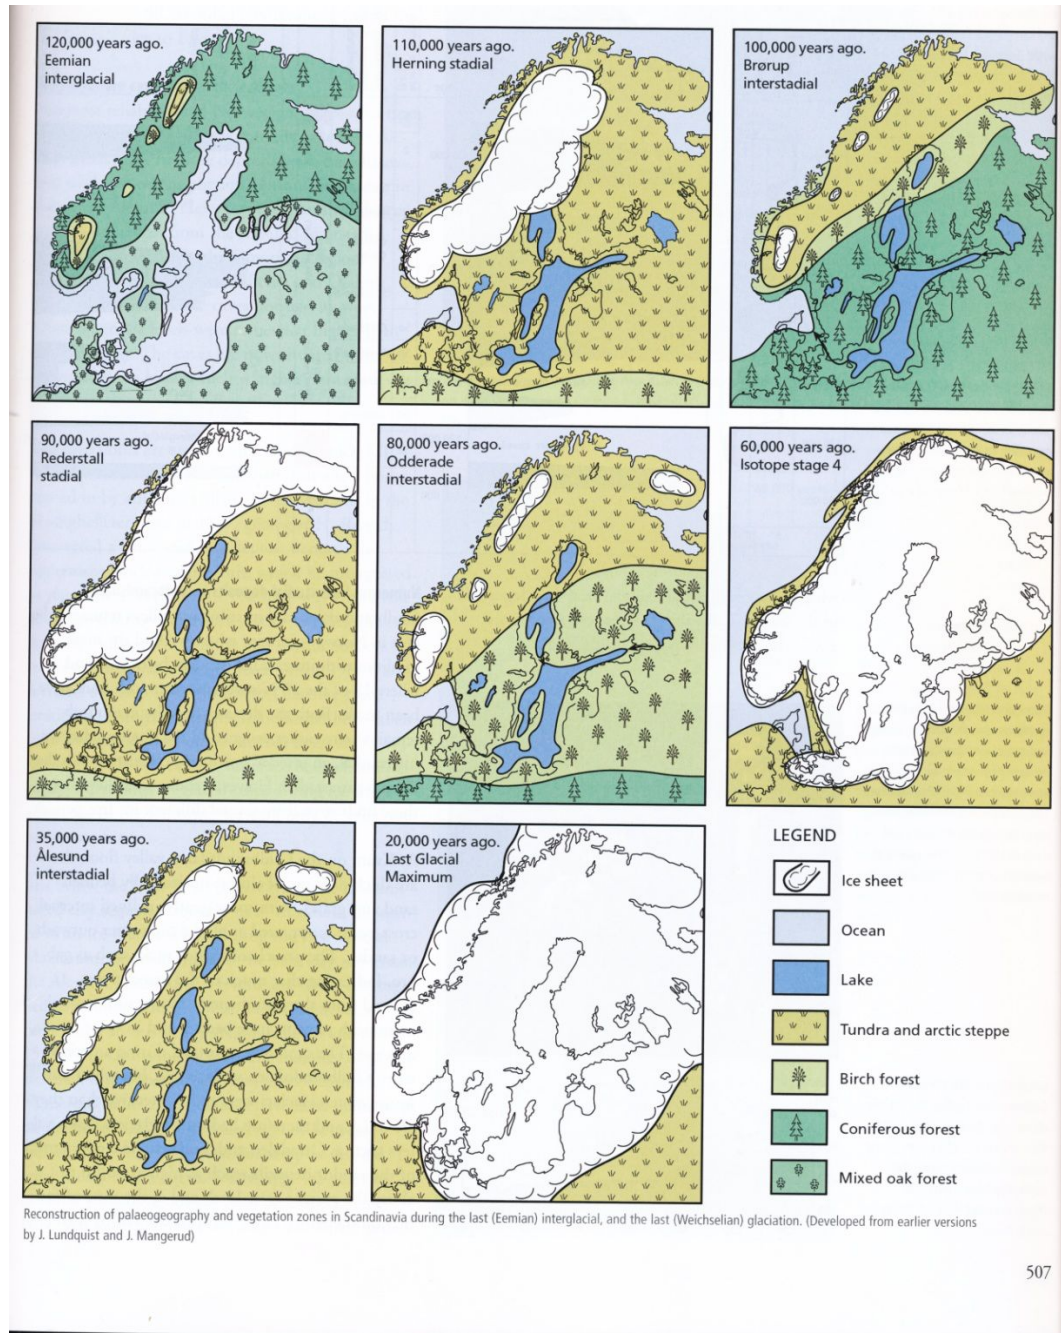 120,000 years ago.
Eemian
interglacial
110,000 years ago.
Herning stadial
100,000 years ago.
Brørup
interstadial
90,000 years ago.
Rederstall
stadial
80,000 years ago.
Odderade
interstadial
60,000 years ago.
Isotope stage 4
35,000 years ago.
Ålesund
interstadial
20,000 years ago.
Last Glacial
Maximum
LEGEND
Ice sheet
Ocean
Lake
Tundra and arctic steppe
Birch forest
Coniferous forest
Mixed oak forest
Reconstruction of palaeogeography and vegetation zones in Scandinavia during the last (Eemian) interglacial, and the last (Weichselian) glaciation. (Developed from earlier versions
by J. Lundquist and J. Mangerud)
507